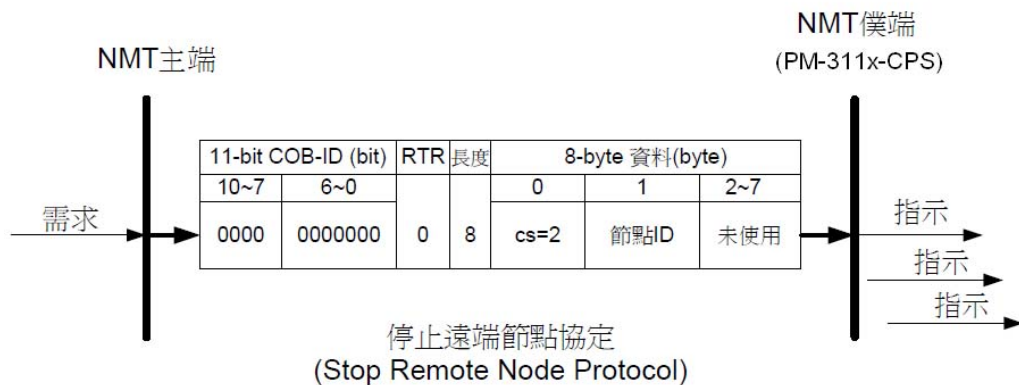 NMT主端
NMT僕端
(PM-311x-CPS)
需求
11-bit COB-ID (bit) RTR 長度 8-byte 資料(byte)
10~7 6~0 0 1 2~7
0000 0000000 0 8 cs=2 節點ID 未使用
指示
指示
指示
停止遠端節點協定
(Stop Remote Node Protocol)